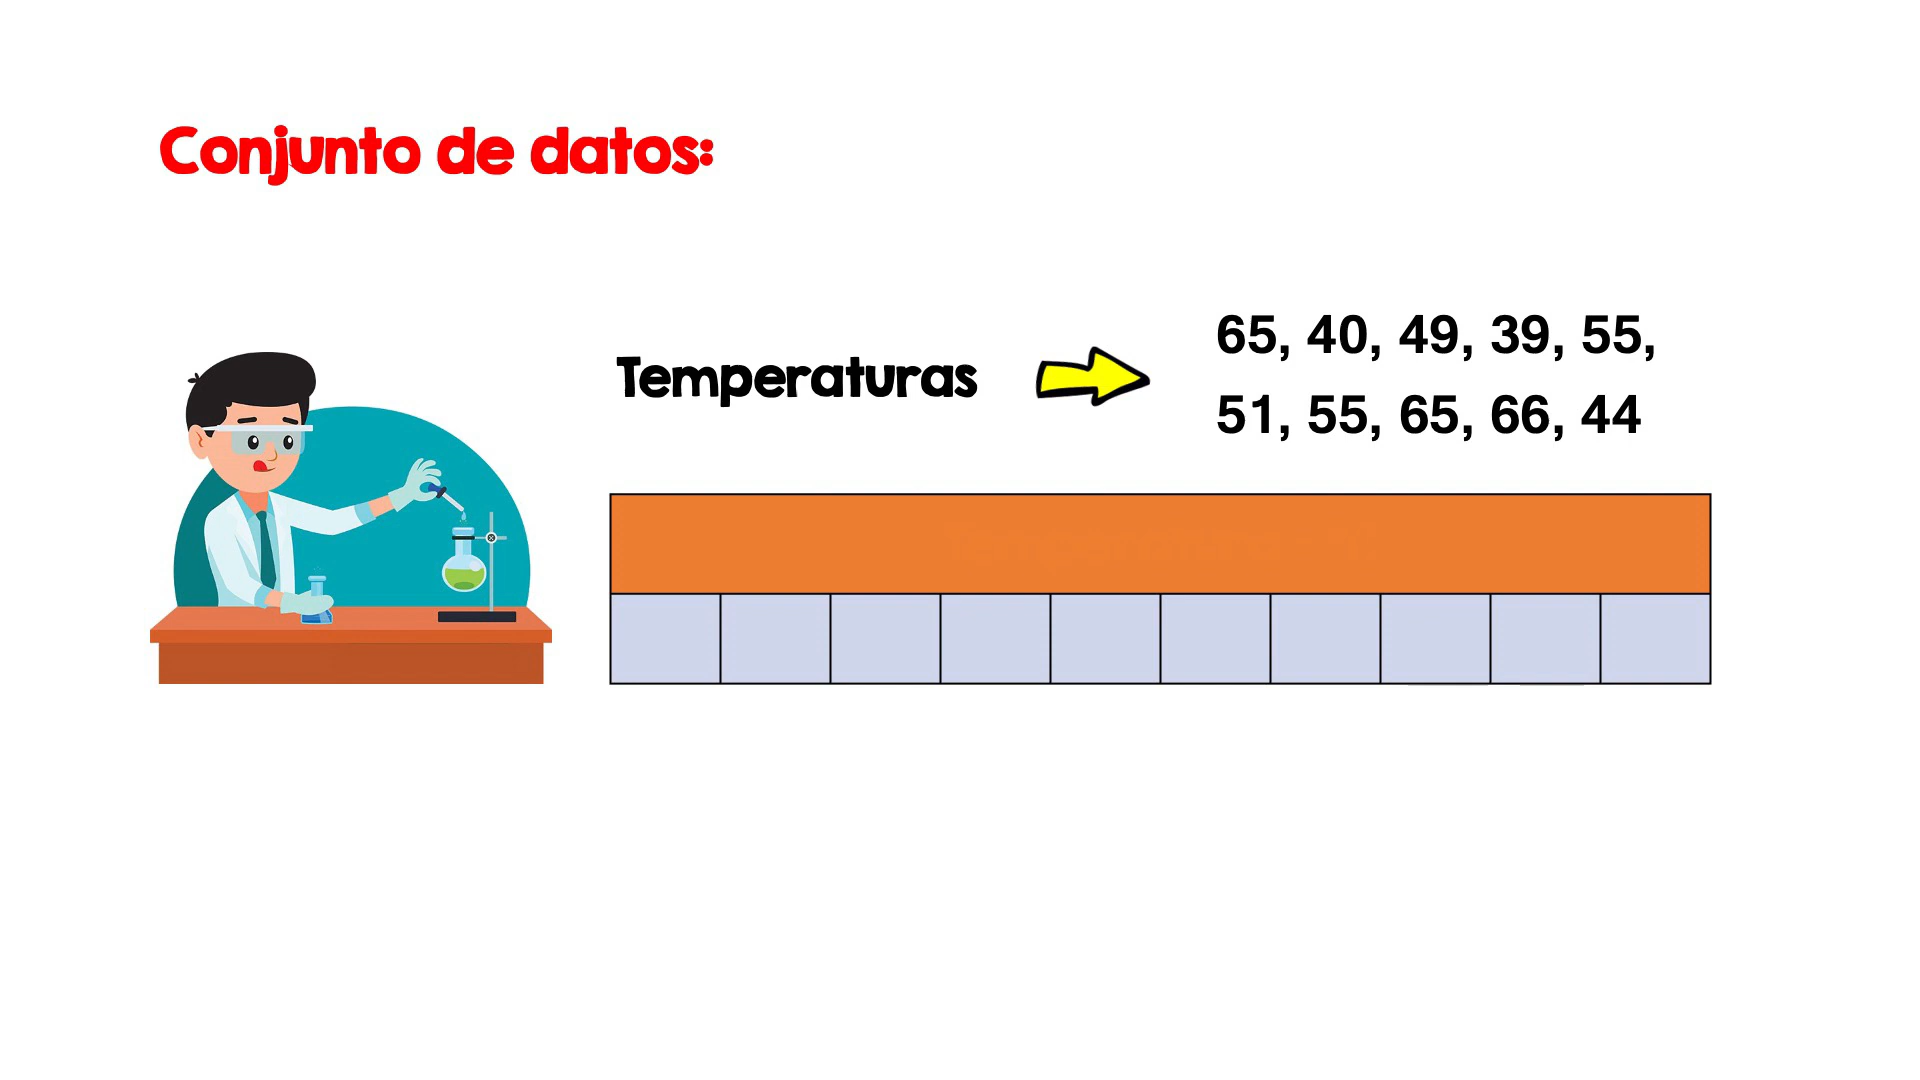 Conjunto de datos:
65, 40, 49, 39, 55,
Temperaturas
51, 55, 65, 66, 44